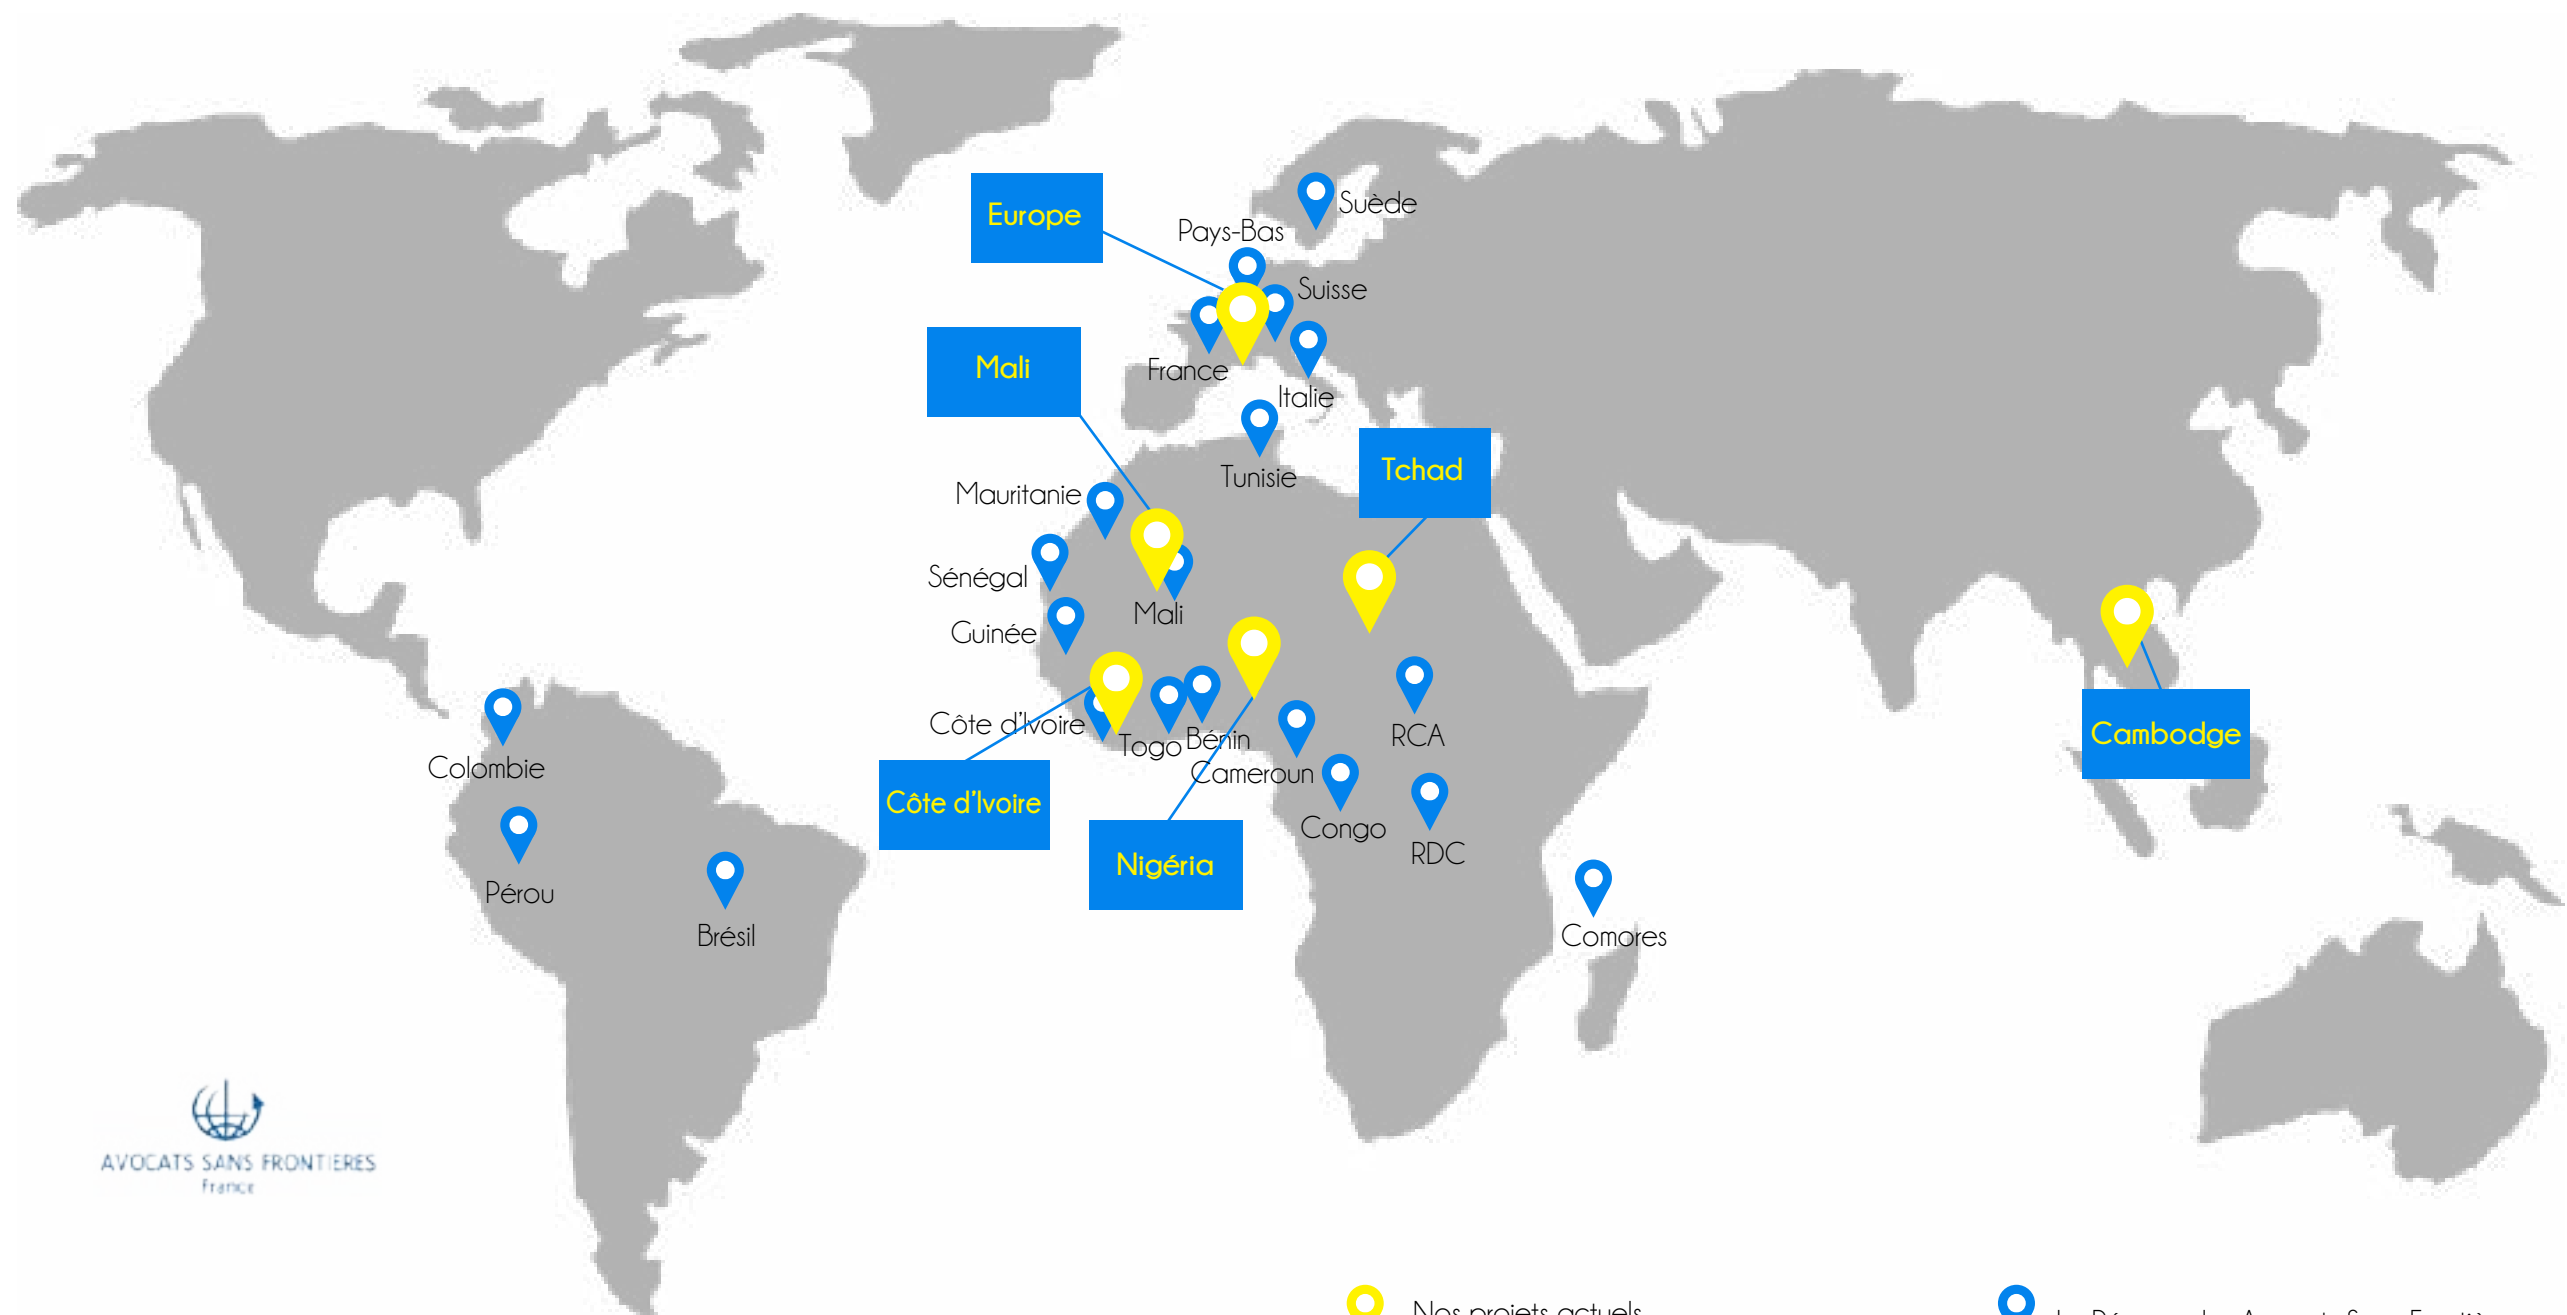 Suède
Europe
Pays-Bas
Suisse
Mali
France
Italie
Tchad
Tunisie
Mauritanie
Sénégal
Mali
Guinée
Côte d'Ivoire
Togo
Bénin
RCA
Cambodge
Colombie
Cameroun
Côte d'Ivoire
Congo
RDC
Nigéria
Pérou
Brésil
Comores
AVOCATS SANS FRONTIERES
France
Nos projets actuels